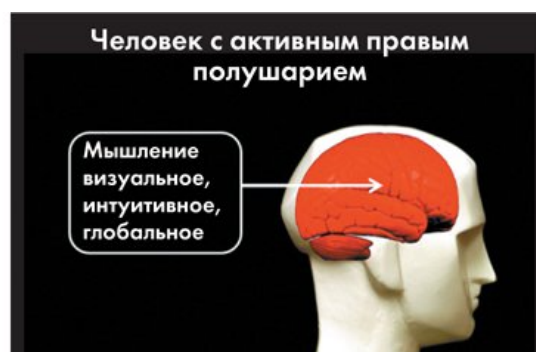 Человек с активным правым
полушарием
Мышление
визуальное,
интуитивное,
глобальное